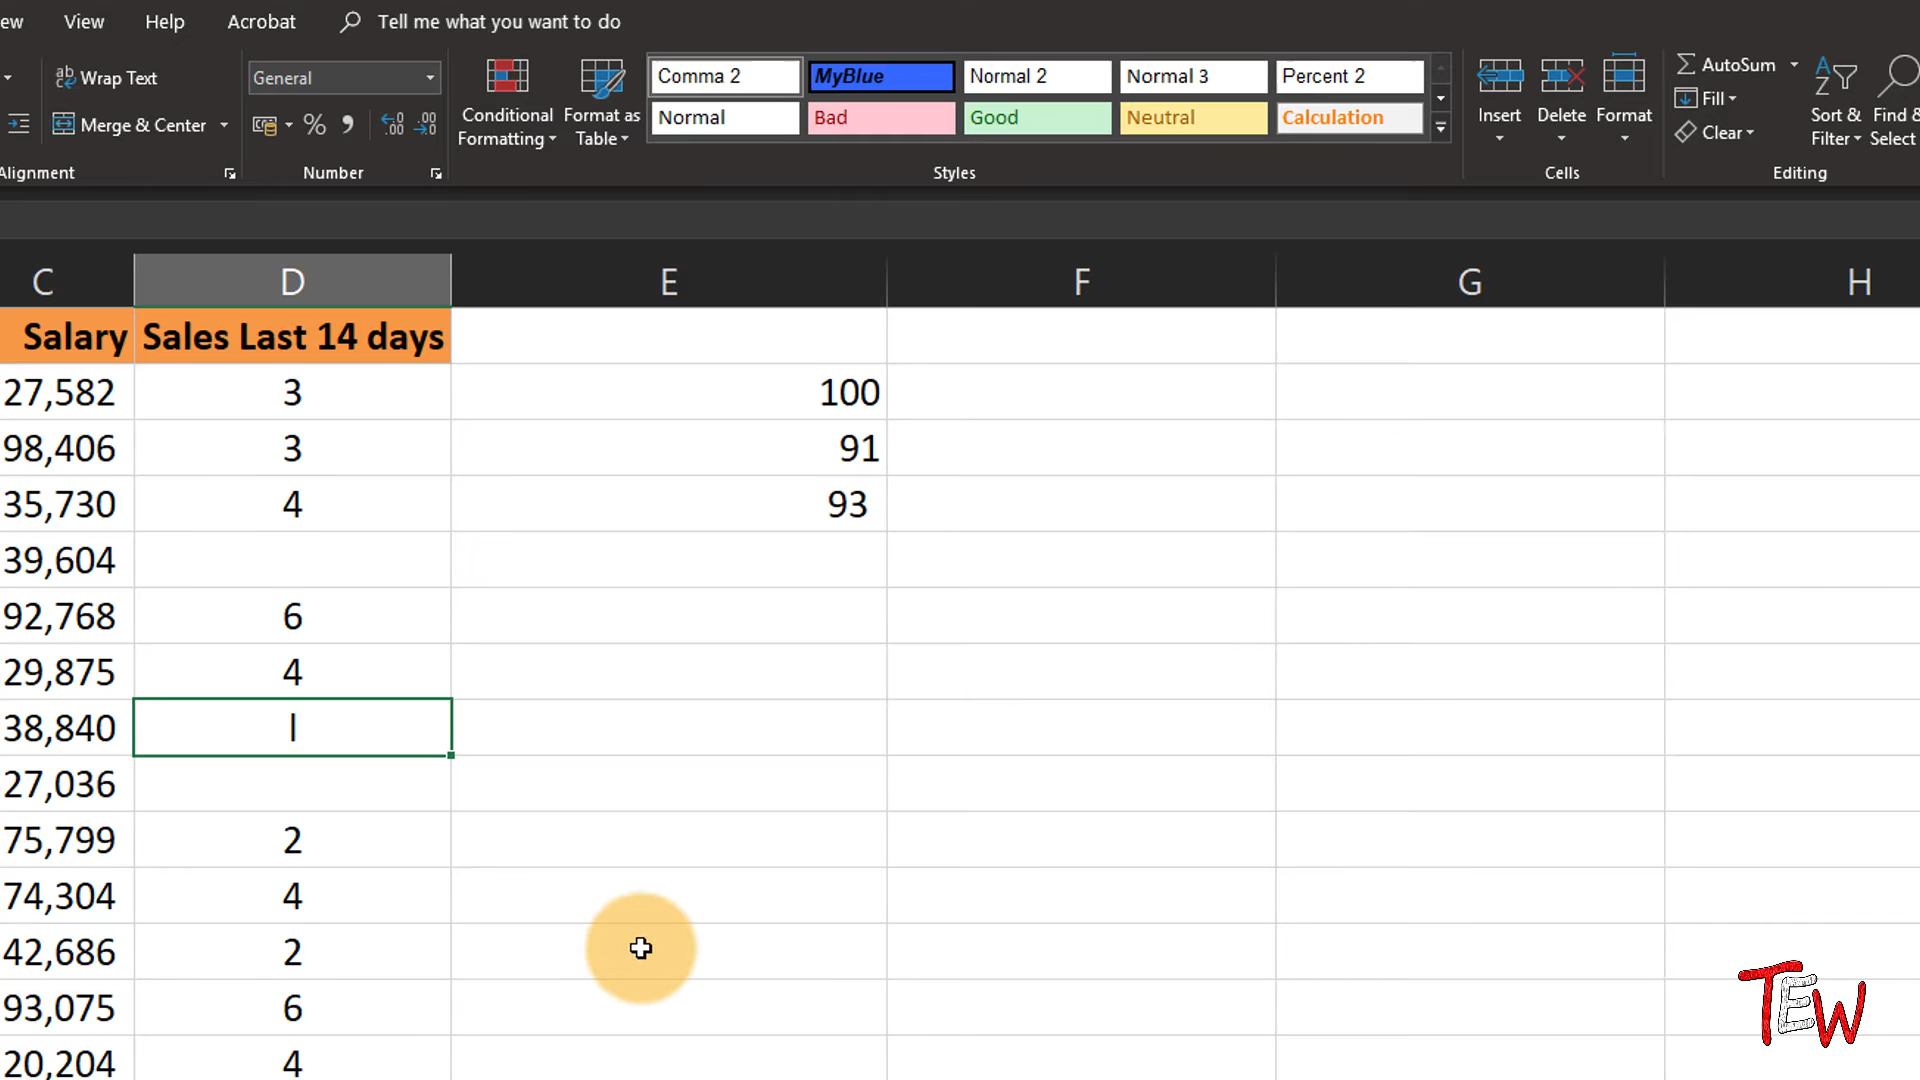 ew View Help Acrobat Tell me what you want to do
ab Wrap Text General Conditional Formatting Format as Table Comma 2 MyBlue Normal 2 Normal 3 Percent 2 Insert Delete Format AutoSum Sort & Filter Find & Select
Merge & Center % Normal Bad Good Neutral Calculation Fill
Clear
Alignment Number Styles Cells Editing
C D E F G H
Salary Sales Last 14 days
27,582 3 100
98,406 3 91
35,730 4 93
39,604
92,768 6
29,875 4
38,840 l
27,036
75,799 2
74,304 4
42,686 2
93,075 6
20,204 4
TEW